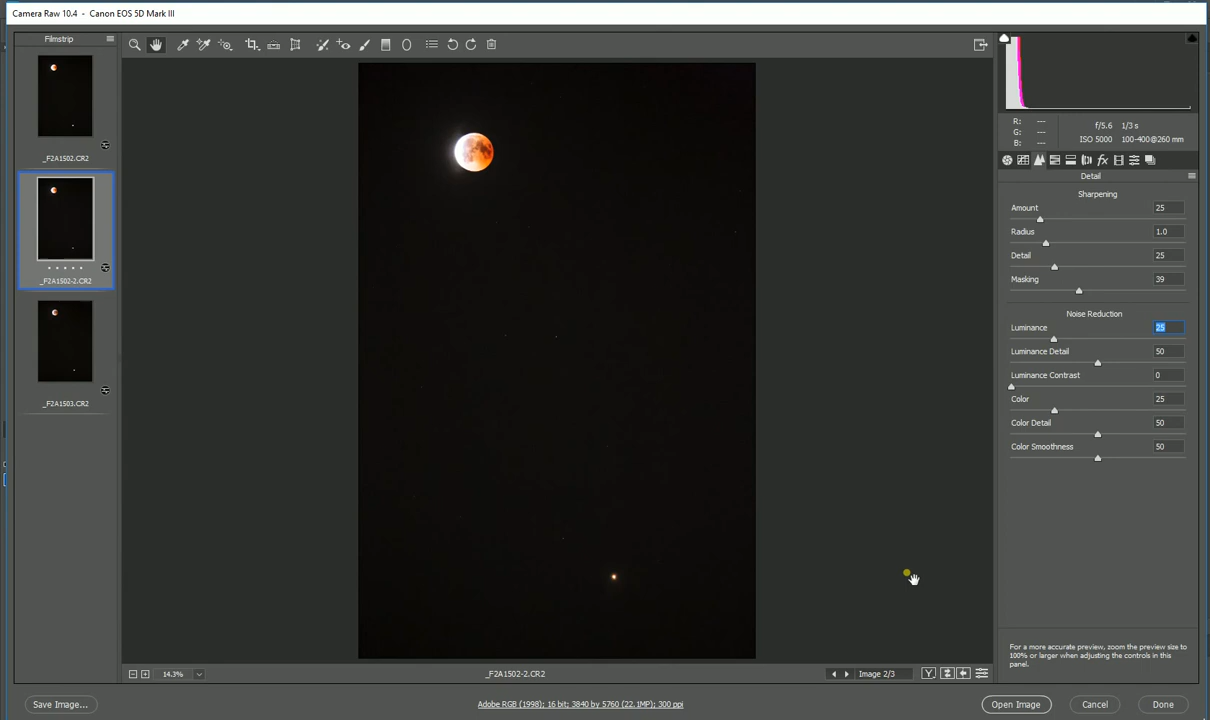 Camera Raw 10.4 - Canon EOS 5D Mark III
Filmstrip
_F2A1502.CR2
_F2A1502-2.CR2
_F2A1503.CR2
R: ---
G: ---
B: ---
f/5.6 1/3 s
ISO 5000 100-400@260 mm
Detail
Sharpening
Amount 25
Radius 1.0
Detail 25
Masking 39
Noise Reduction
Luminance 25
Luminance Detail 50
Luminance Contrast 0
Color 25
Color Detail 50
Color Smoothness 50
For a more accurate preview, zoom the preview size to
100% or larger when adjusting the controls in this
panel.
14.3%
_F2A1502-2.CR2
Image 2/3
Y
Save Image...
Adobe RGB (1998); 16 bit; 3840 by 5760 (22.1MP); 300 ppi
Open Image
Cancel
Done